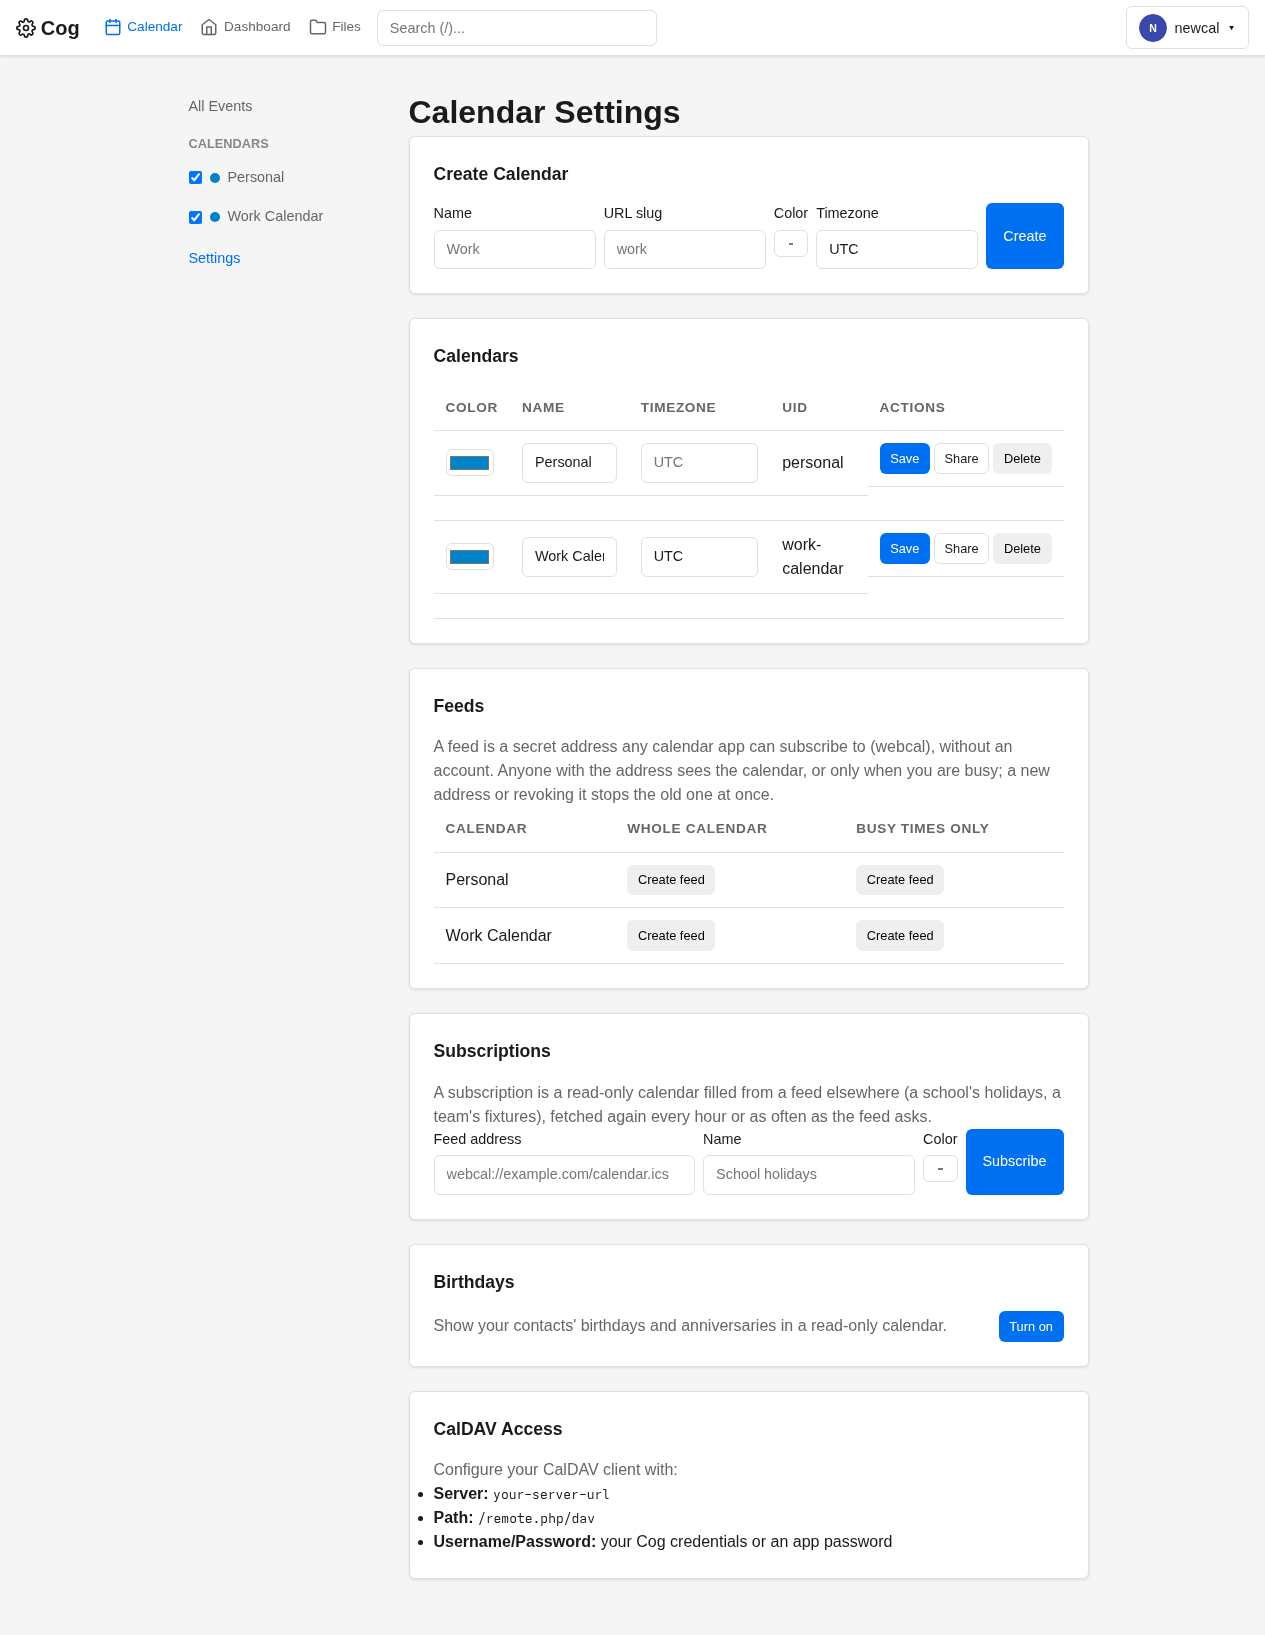 Cog Calendar Dashboard Files Search (/)... N newcal
All Events
CALENDARS
Personal
Work Calendar
Settings
Calendar Settings
Create Calendar
Name URL slug Color Timezone
Work work UTC Create
Calendars
COLOR NAME TIMEZONE UID ACTIONS
Personal UTC personal Save Share Delete
Work Caler UTC work-
calendar Save Share Delete
Feeds
A feed is a secret address any calendar app can subscribe to (webcal), without an
account. Anyone with the address sees the calendar, or only when you are busy; a new
address or revoking it stops the old one at once.
CALENDAR WHOLE CALENDAR BUSY TIMES ONLY
Personal Create feed Create feed
Work Calendar Create feed Create feed
Subscriptions
A subscription is a read-only calendar filled from a feed elsewhere (a school's holidays, a
team's fixtures), fetched again every hour or as often as the feed asks.
Feed address Name Color
webcal://example.com/calendar.ics School holidays Subscribe
Birthdays
Show your contacts' birthdays and anniversaries in a read-only calendar. Turn on
CalDAV Access
Configure your CalDAV client with:
Server: your-server-url
Path: /remote.php/dav
Username/Password: your Cog credentials or an app password